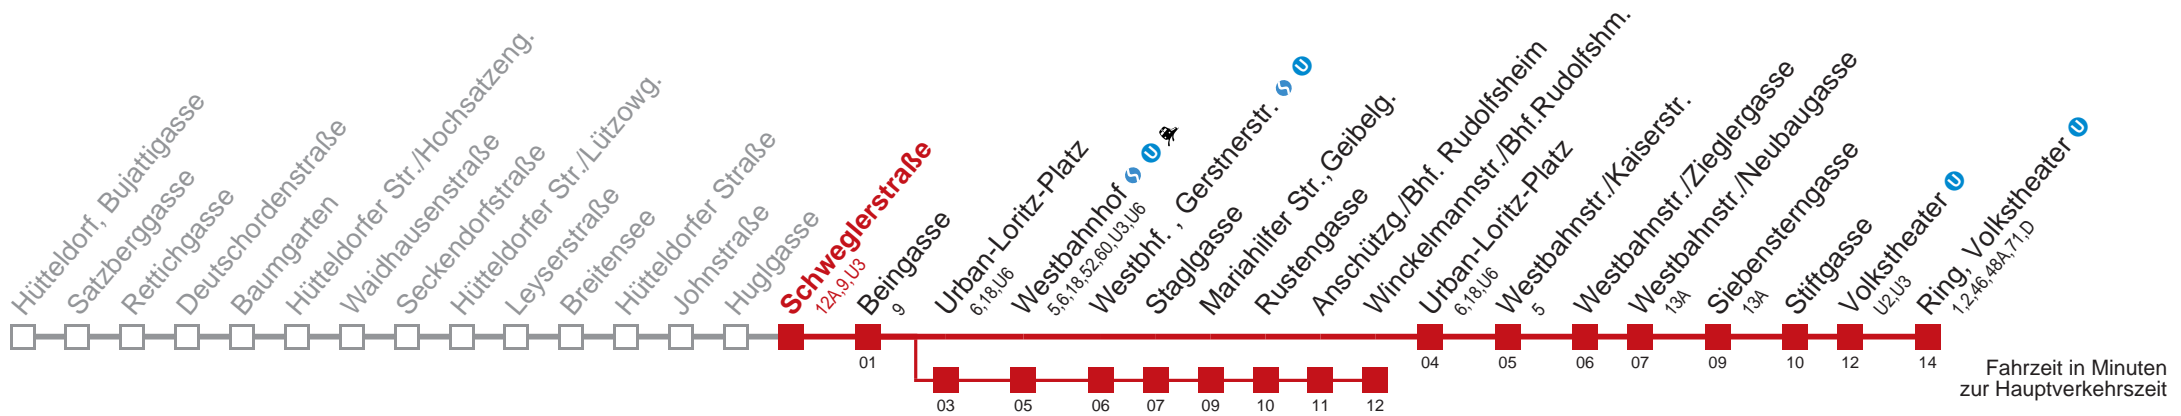 Hütteldorf, Bujattigasse
Satzberggasse
Rettichgasse
Deutschordenstraße
Baumgarten
Hütteldorfer Str./Hochsatzeng.
Waidhausenstraße
Seckendorfstraße
Hütteldorfer Str./Lützowg.
Leyserstraße
Breitensee
Hütteldorfer Straße
Johnstraße
Huglgasse
Schweglerstraße
12A,9,U3
Beingasse
9
Urban-Loritz-Platz
6,18,U6
Westbahnhof S U
5,6,18,52,60,U3,U6
Westbhf. , Gerstnerstr. S U
Staglgasse
Mariahilfer Str.,Geibelg.
Rustengasse
Anschützg./Bhf. Rudolfsheim
Winckelmannstr./Bhf.Rudolfshm.
Urban-Loritz-Platz
6,18,U6
Westbahnstr./Kaiserstr.
5
Westbahnstr./Zieglergasse
Westbahnstr./Neubaugasse
13A
Siebensterngasse
13A
Stiftgasse
Volkstheater U
U2,U3
Ring, Volkstheater U
1,2,46,48A,71,D
01
04
05
06
07
09
10
12
14
03
05
06
07
09
10
11
12
Fahrzeit in Minuten
zur Hauptverkehrszeit